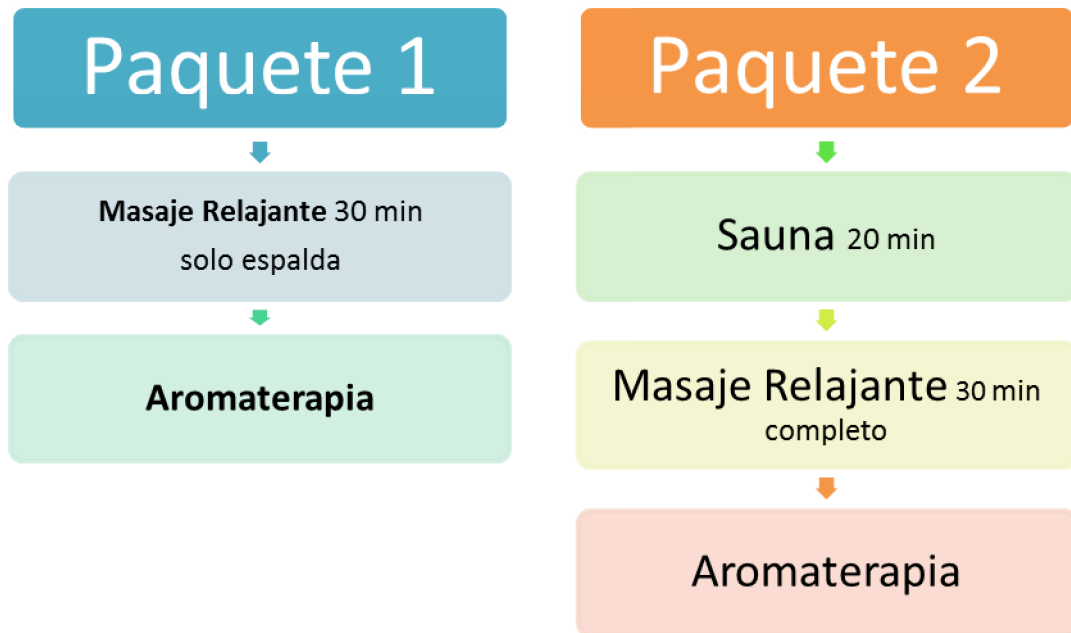 Paquete 1
Masaje Relajante 30 min
solo espalda
Aromaterapia
Paquete 2
Sauna 20 min
Masaje Relajante 30 min
completo
Aromaterapia